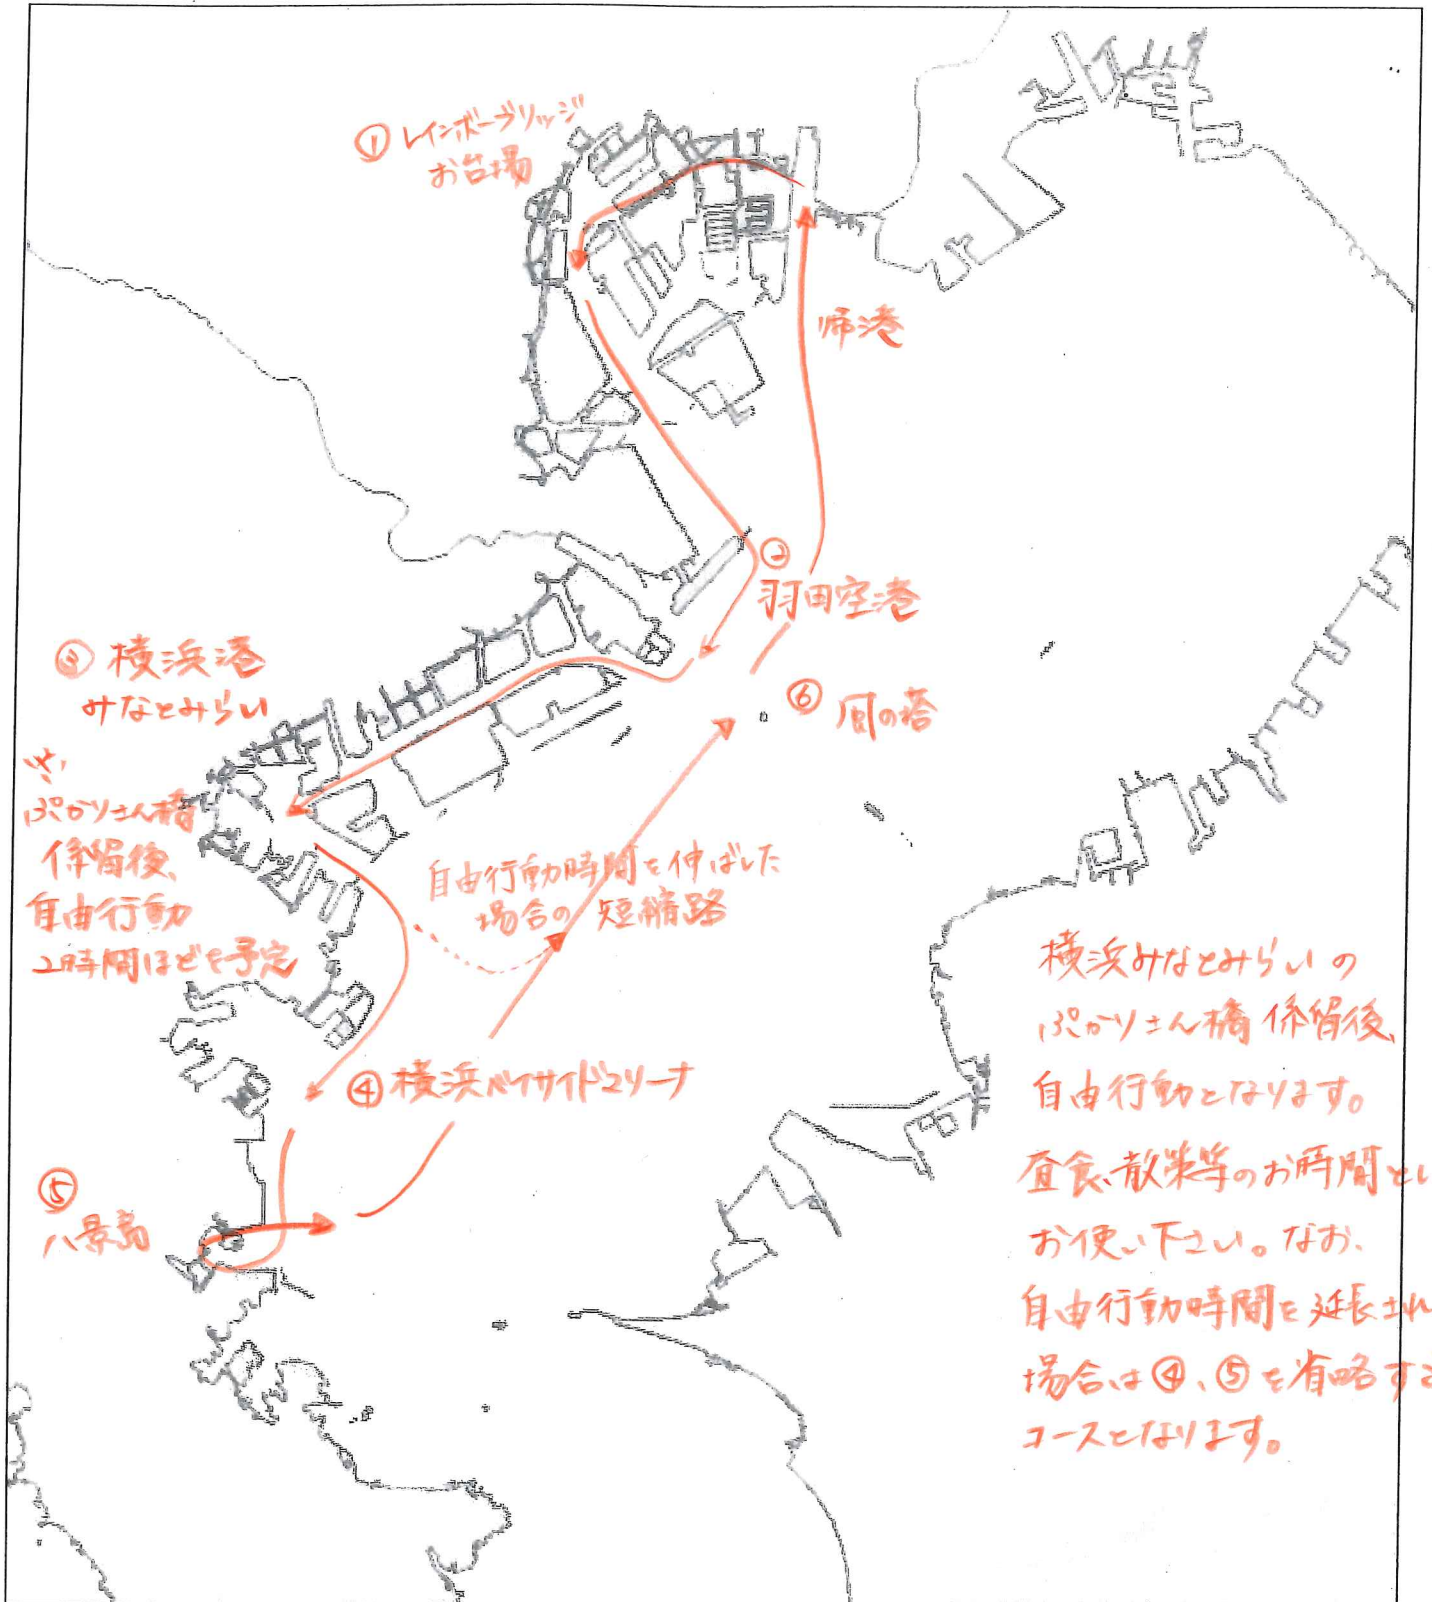 ① レインボーブリッジ
お台場
帰港
②
羽田空港
③ 横浜港
みなとみらい
ぷかりさん橋
係留後、
自由行動
2時間ほどを予定
⑥ 風の塔
自由行動時間を伸ばした
場合の短縮路
④ 横浜ベイサイドマリーナ
⑤
八景島
横浜みなとみらいの
ぷかりさん橋 係留後、
自由行動となります。
昼食、散策等のお時間とし
お使い下さい。なお、
自由行動時間を延長され
場合は④、⑤を省略する
コースとなります。